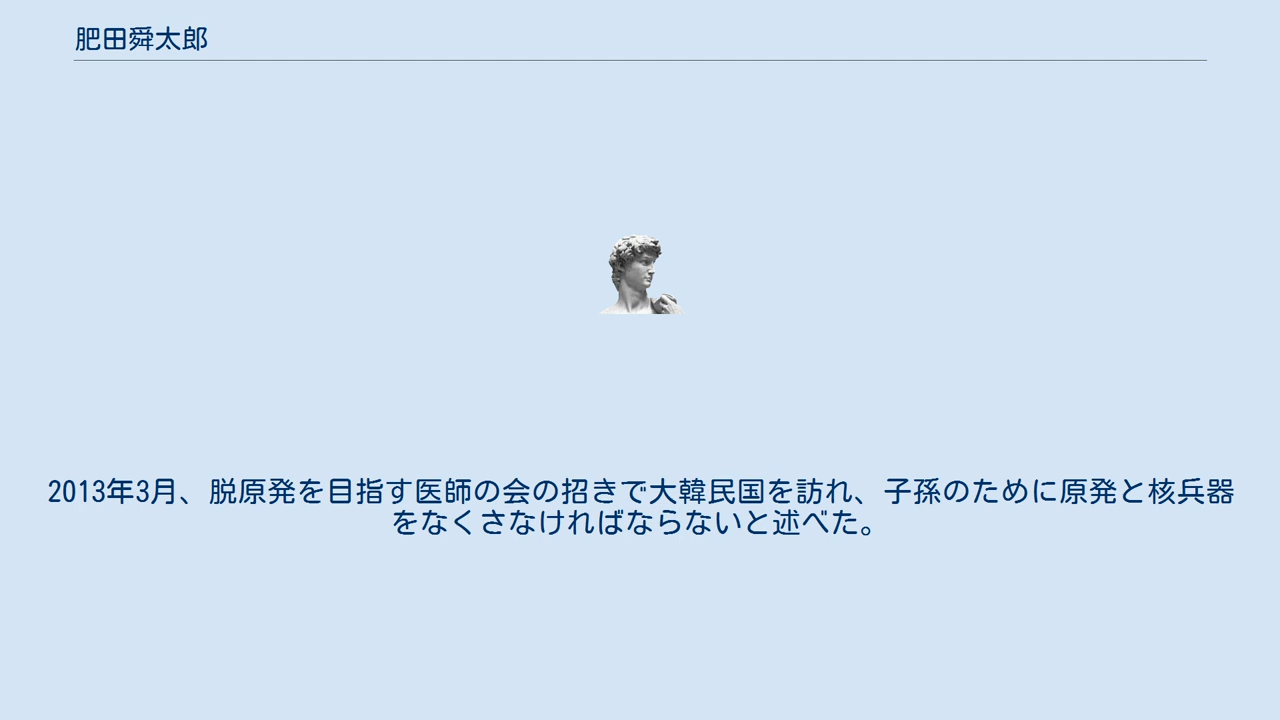 肥田舜太郎
2013年3月、脱原発を目指す医師の会の招きで大韓民国を訪れ、子孫のために原発と核兵器
をなくさなければならないと述べた。